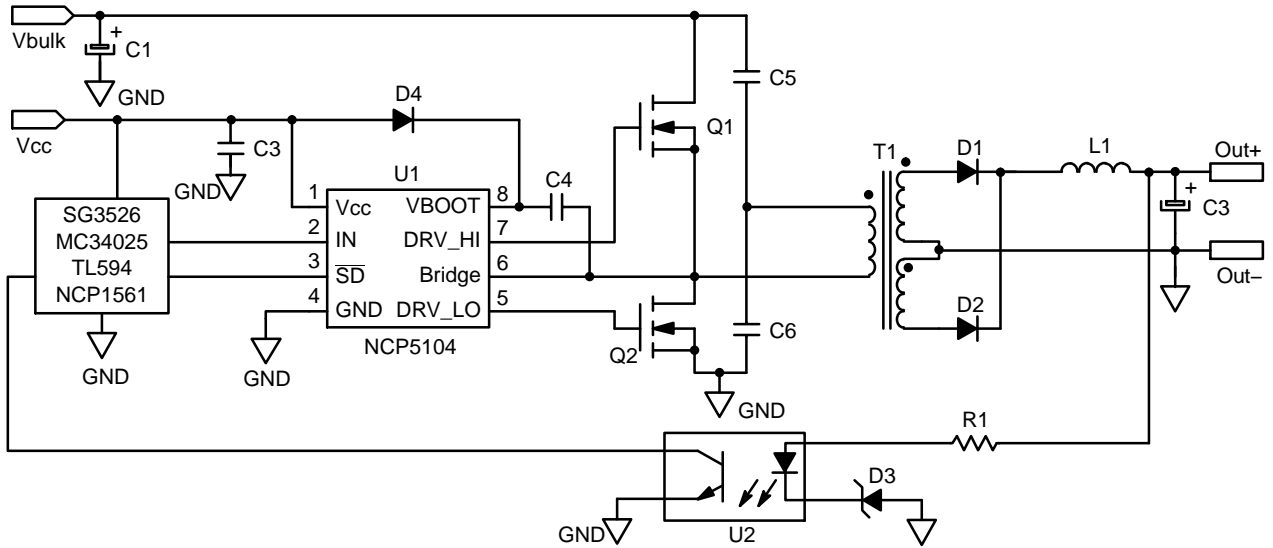 Vbulk
+
C1
GND
C5
D4
Vcc
C3
GND
Q1
T1
D1
L1
Out+
U1
C4
+
C3
SG3526
MC34025
TL594
NCP1561
1 Vcc VBOOT 8
2 IN DRV_HI 7
3 SD Bridge 6
4 GND DRV_LO 5
Out–
D2
C6
Q2
NCP5104
GND
GND
GND
R1
D3
GND
U2